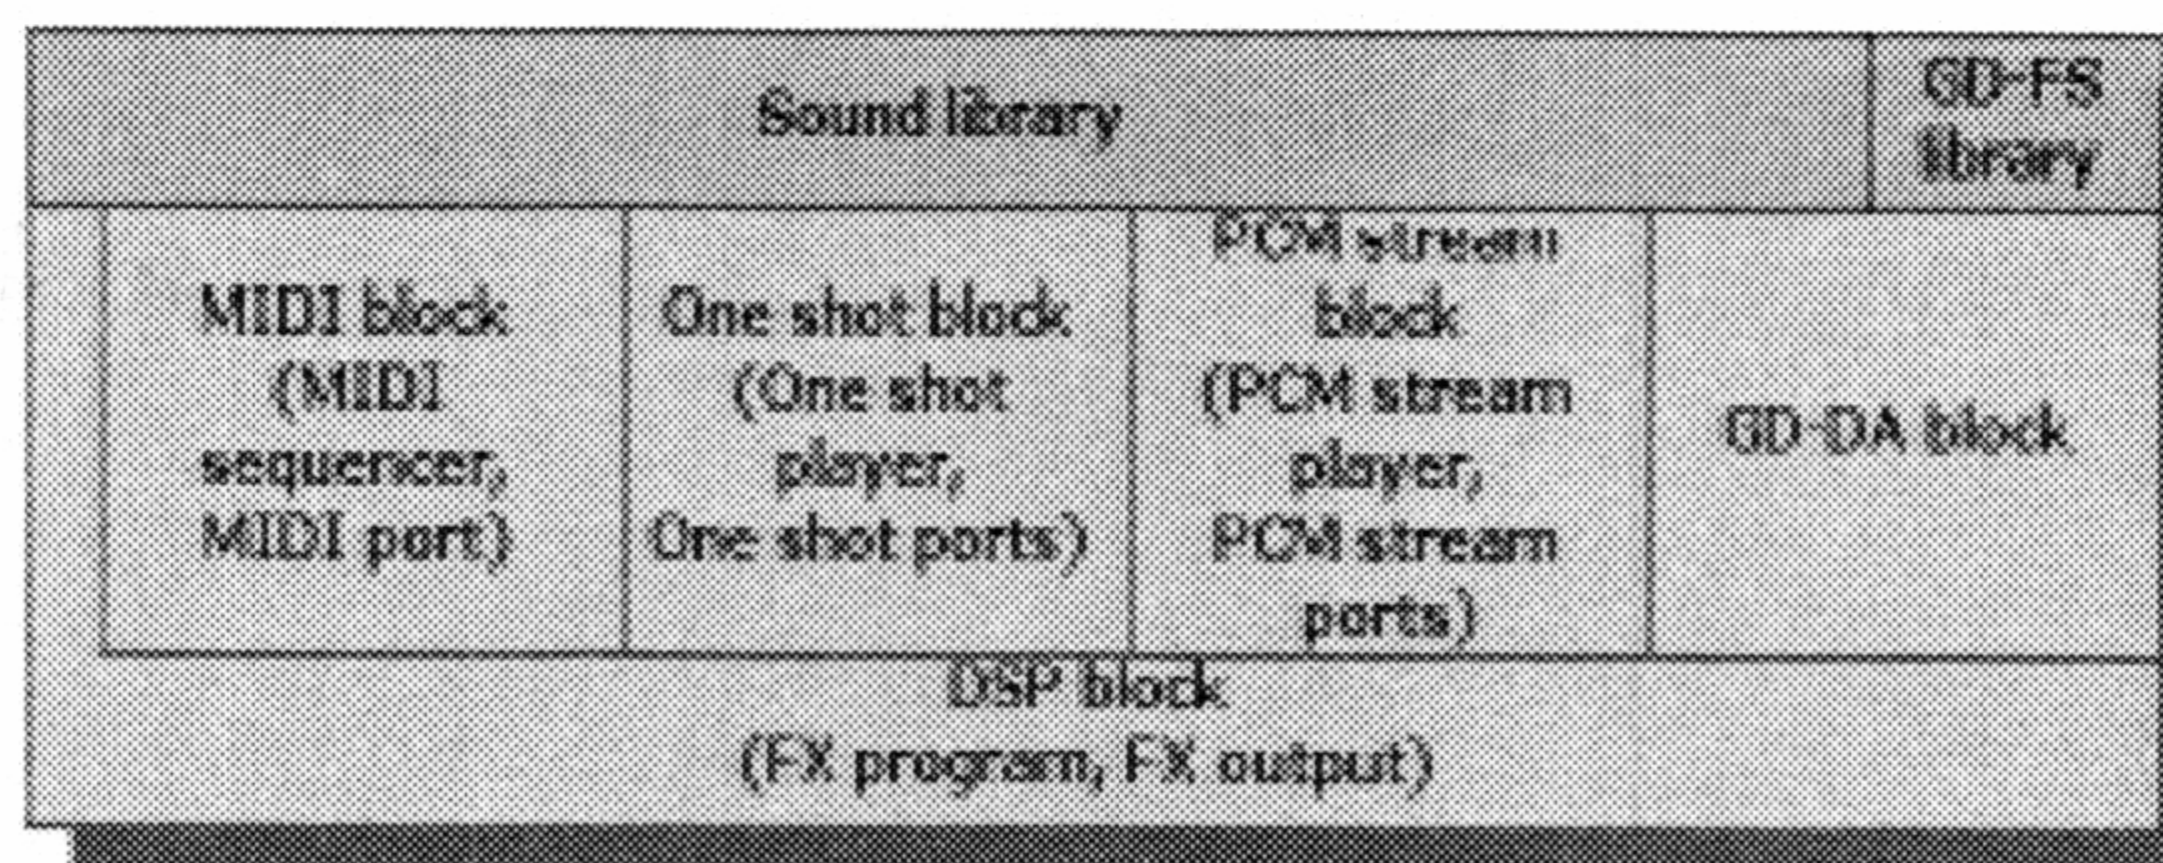 Sound library
GD-FS
library
MIDI block
(MIDI
sequencer,
MIDI port)
One shot block
(One shot
player,
One shot ports)
PCM stream
block
(PCM stream
player,
PCM stream
ports)
GD-DA block
DSP block
(FX program, FX output)